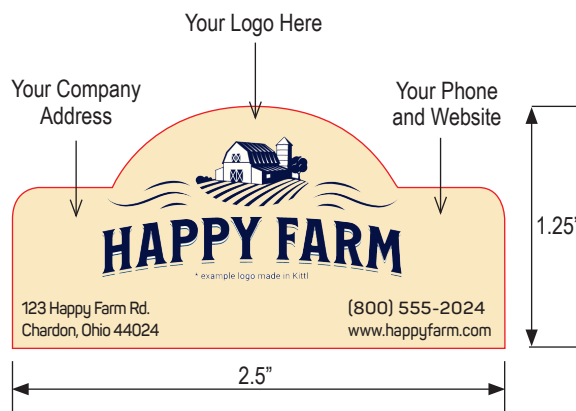 Your Logo Here
Your Company
Address
Your Phone
and Website
1.25"
HAPPY FARM
* example logo made in Kittl
123 Happy Farm Rd.
Chardon, Ohio 44024
(800) 555-2024
www.happyfarm.com
2.5"